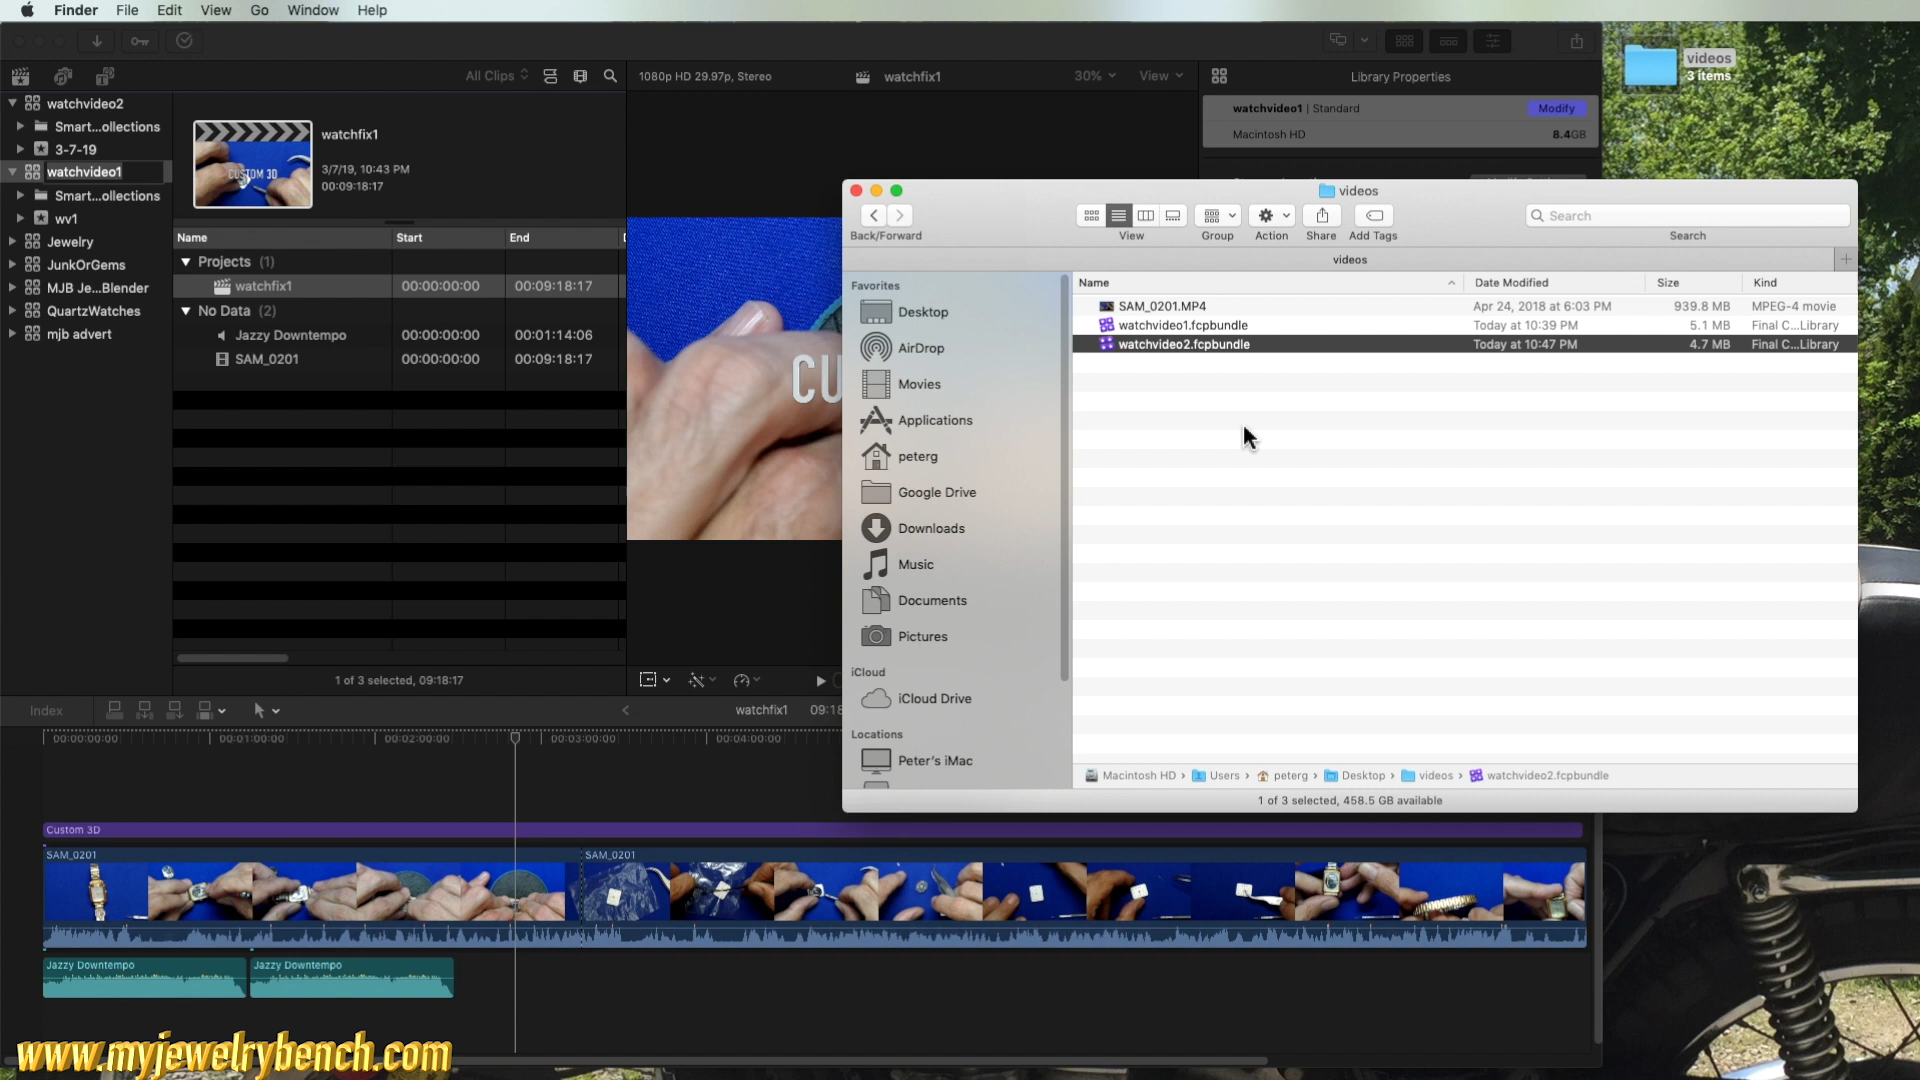 Finder File Edit View Go Window Help
All Clips
1080p HD 29.97p, Stereo
watchfix1
30%
View
Library Properties
watchvideo1 | Standard
Modify
Macintosh HD
8.4GB
videos
3 items
watchvideo2
Smart...ollections
3-7-19
watchvideo1
Smart...ollections
wv1
Jewelry
JunkOrGems
MJB Je...Blender
QuartzWatches
mjb advert
watchfix1
3/7/19, 10:43 PM
00:09:18:17
CUSTOM 3D
Name Start End
Projects (1)
watchfix1 00:00:00:00 00:09:18:17
No Data (2)
Jazzy Downtempo 00:00:00:00 00:01:14:06
SAM_0201 00:00:00:00 00:09:18:17
1 of 3 selected, 09:18:17
CU
videos
Back/Forward
View
Group
Action
Share
Add Tags
Search
Search
videos
Favorites
Desktop
AirDrop
Movies
Applications
peterg
Google Drive
Downloads
Music
Documents
Pictures
iCloud
iCloud Drive
Locations
Peter's iMac
Name Date Modified Size Kind
SAM_0201.MP4 Apr 24, 2018 at 6:03 PM 939.8 MB MPEG-4 movie
watchvideo1.fcpbundle Today at 10:39 PM 5.1 MB Final C...Library
watchvideo2.fcpbundle Today at 10:47 PM 4.7 MB Final C...Library
Macintosh HD › Users › peterg › Desktop › videos › watchvideo2.fcpbundle
1 of 3 selected, 458.5 GB available
Index
watchfix1
09:18
00:00:00:00 00:01:00:00 00:02:00:00 00:03:00:00 00:04:00:00
Custom 3D
SAM_0201 SAM_0201
Jazzy Downtempo Jazzy Downtempo
www.myjewelrybench.com